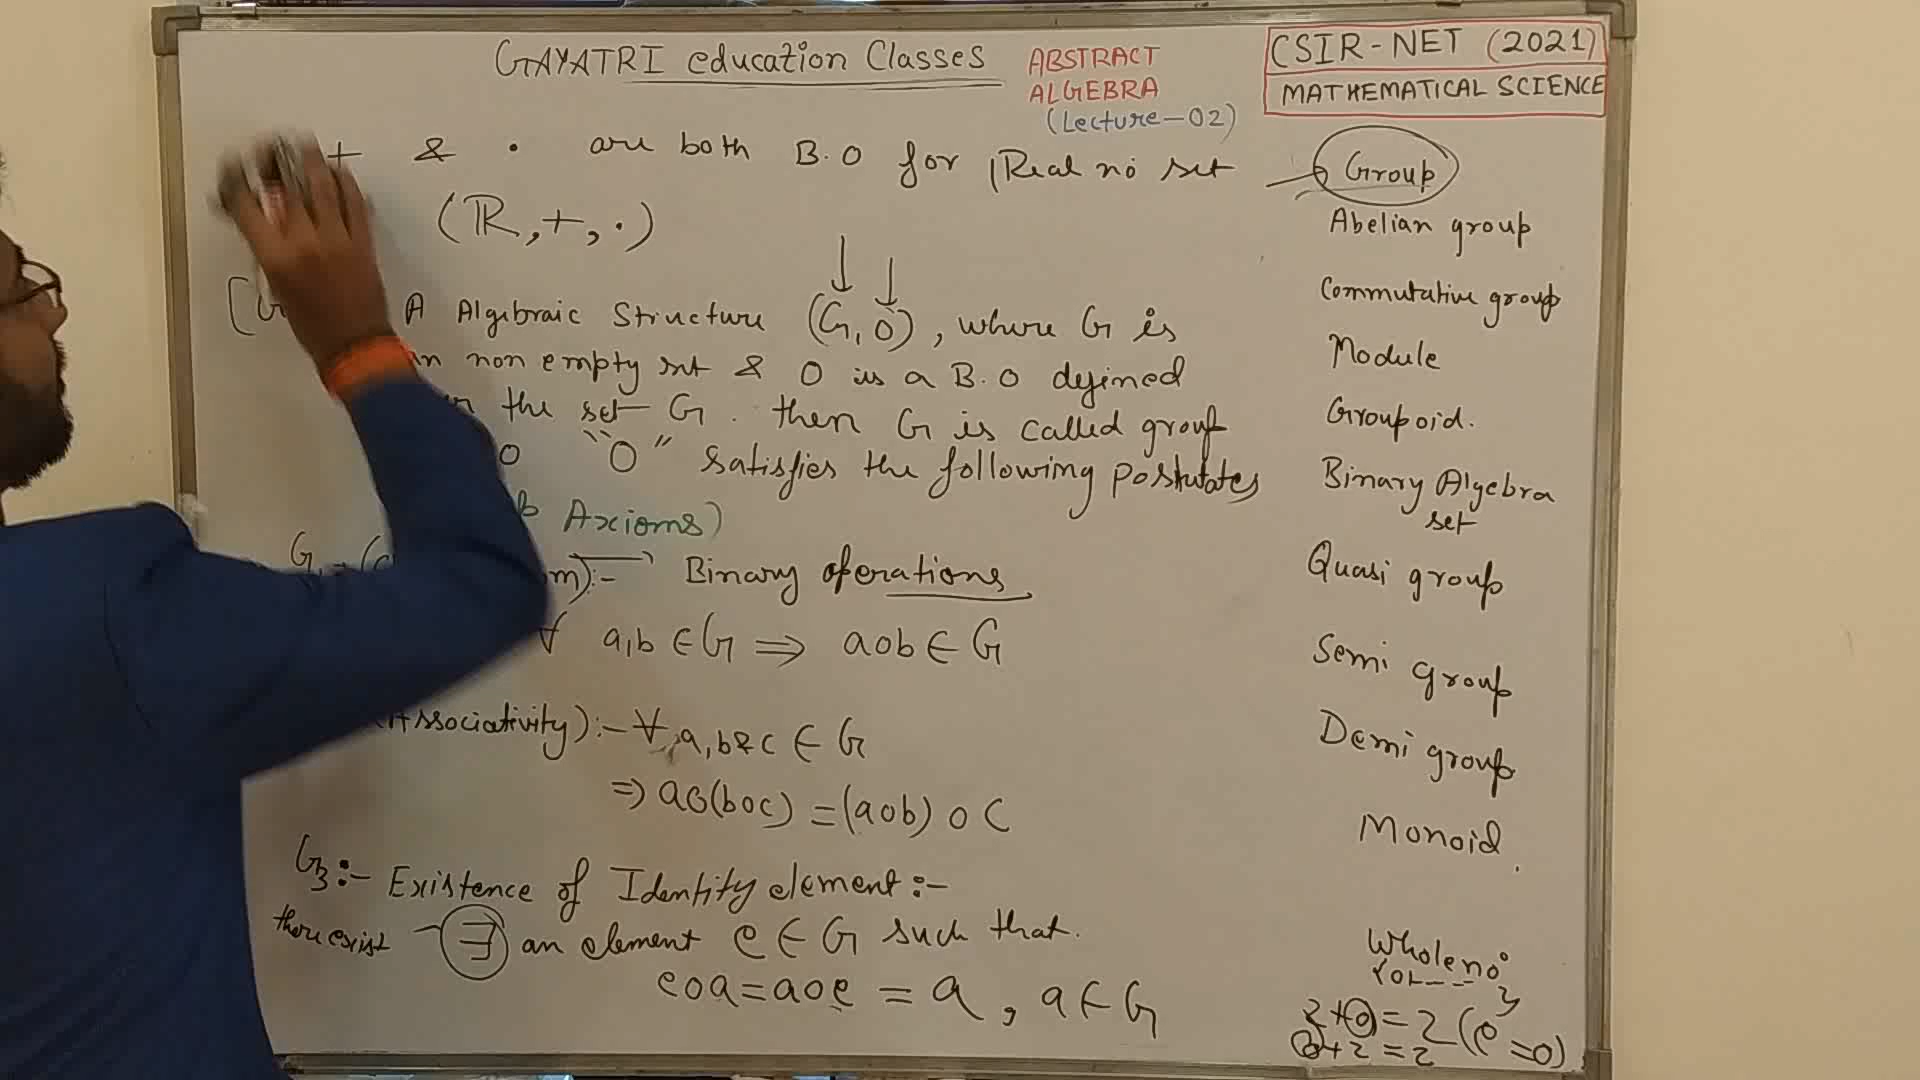 GAYATRI education Classes
ABSTRACT
ALGEBRA
(Lecture-02)
CSIR-NET (2021)
MATHEMATICAL SCIENCE
+ & · are both B.O for Real no set
(ℝ,+,·)
A Algebraic Structure (G, O), where G is
non empty set & O is a B.O defined
the set G. then G is called group
O "O" satisfies the following postutates
Axioms)
Binary operations
∀ a,b ∈ G ⇒ aob ∈ G
Associativity):- ∀, a, b & c ∈ G
⇒ ao(boc) = (aob) o c
G3:- Existence of Identity element:-
there exist ∃ an element e ∈ G such that.
eoa = aoe = a, a ∈ G
Group
Abelian group
Commutative group
Module
Groupoid.
Binary Algebra
set
Quasi group
Semi group
Demi group
Monoid.
Whole no
2+0=2 (e=0)
0+2=2